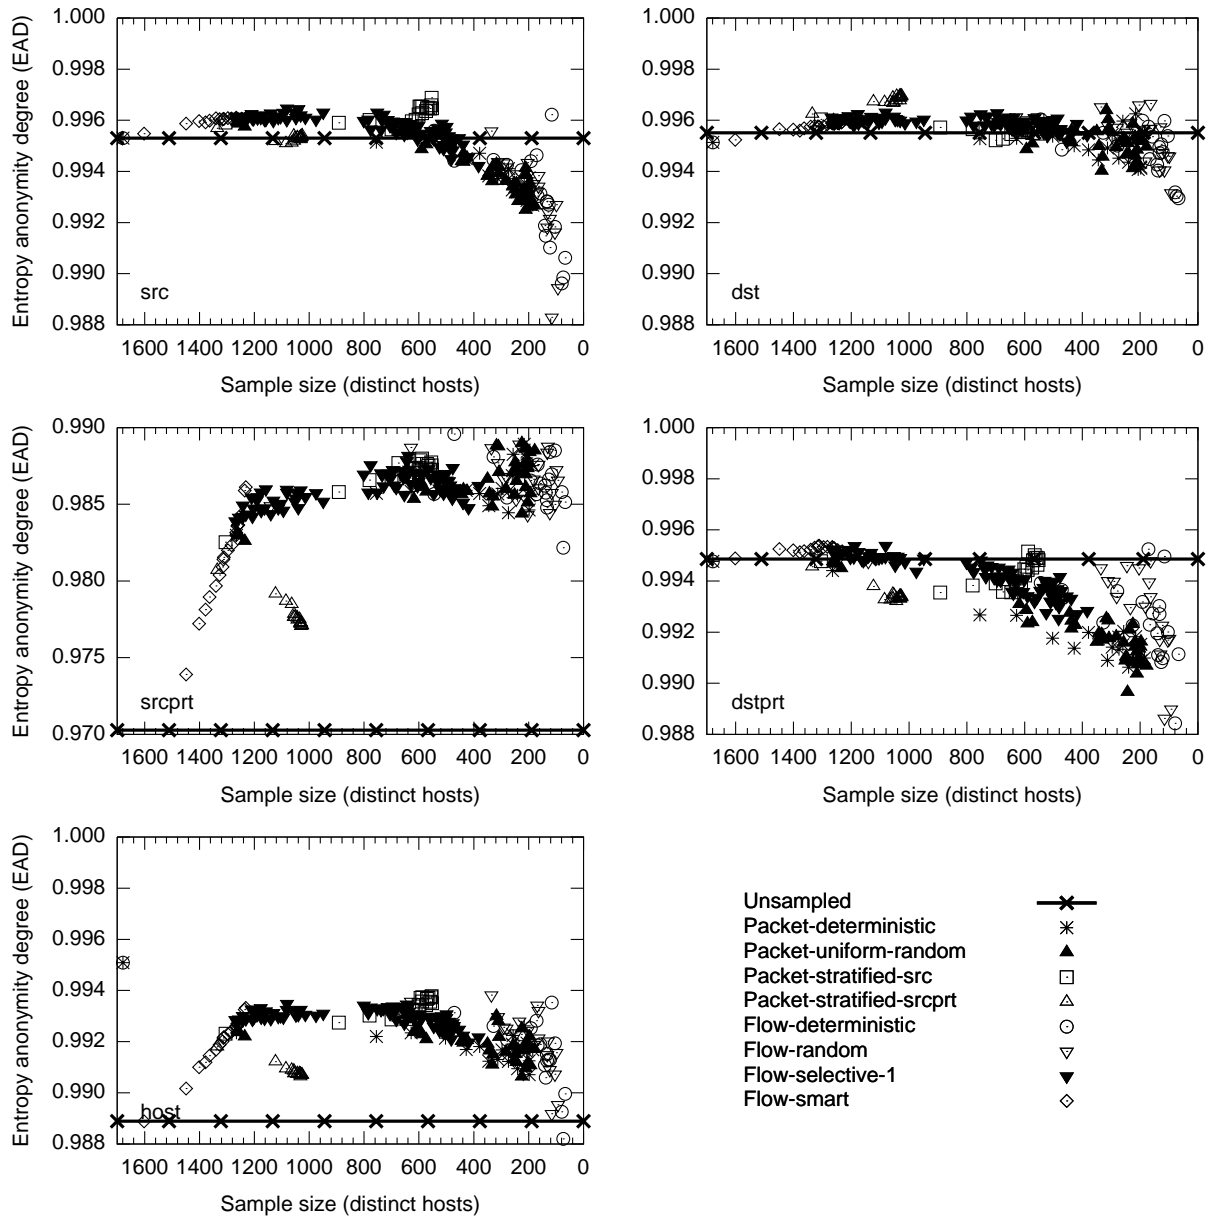 1.000
0.998
0.996
0.994
0.992
0.990
0.988
Entropy anonymity degree (EAD)
src
1600 1400 1200 1000 800 600 400 200 0
Sample size (distinct hosts)
1.000
0.998
0.996
0.994
0.992
0.990
0.988
dst
1600 1400 1200 1000 800 600 400 200 0
Sample size (distinct hosts)
0.990
0.985
0.980
0.975
0.970
Entropy anonymity degree (EAD)
srcprt
1600 1400 1200 1000 800 600 400 200 0
Sample size (distinct hosts)
1.000
0.998
0.996
0.994
0.992
0.990
0.988
dstprt
1600 1400 1200 1000 800 600 400 200 0
Sample size (distinct hosts)
1.000
0.998
0.996
0.994
0.992
0.990
0.988
Entropy anonymity degree (EAD)
host
1600 1400 1200 1000 800 600 400 200 0
Sample size (distinct hosts)
Unsampled
Packet-deterministic
Packet-uniform-random
Packet-stratified-src
Packet-stratified-srcprt
Flow-deterministic
Flow-random
Flow-selective-1
Flow-smart